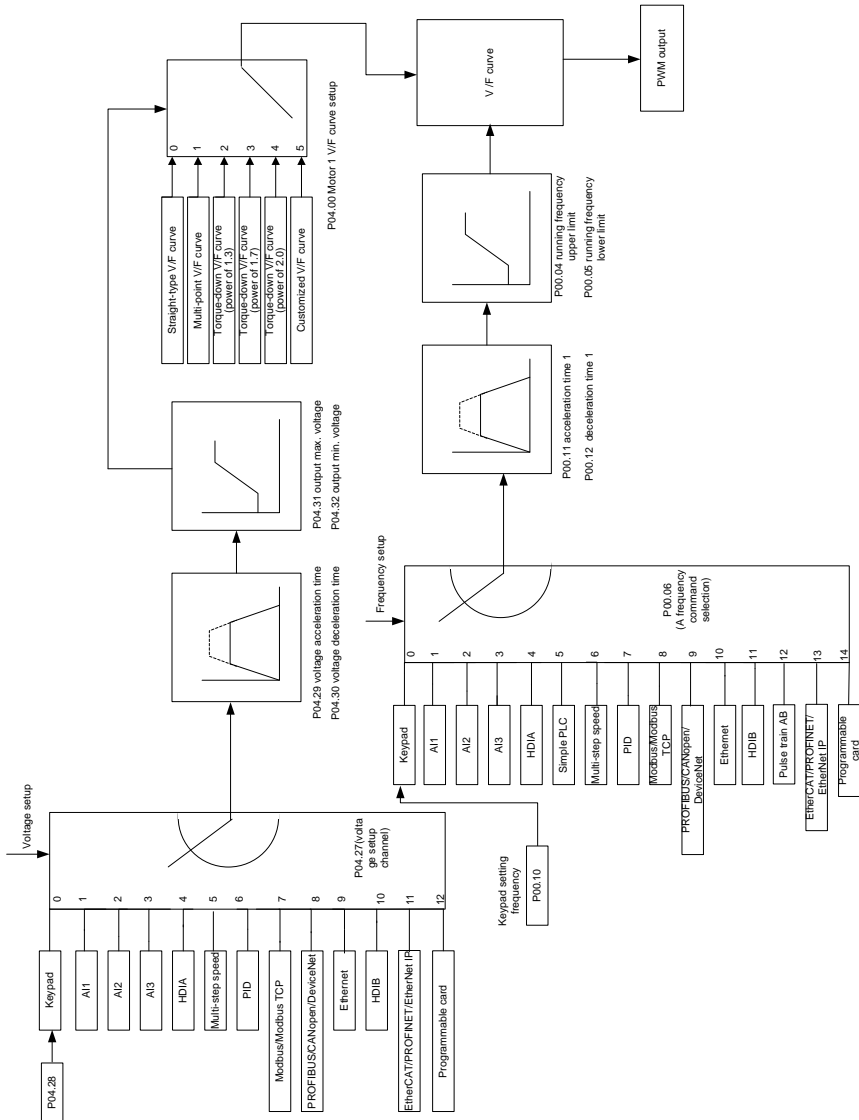 Voltage setup
P04.28
Keypad
0
AI1
1
AI2
2
AI3
3
HDIA
4
Multi-step speed
5
PID
6
Modbus/Modbus TCP
7
PROFIBUS/CANopen/DeviceNet
8
Ethernet
9
HDIB
10
EtherCAT/PROFINET/EtherNet IP
11
Programmable card
12
P04.27(volta
ge setup
channel)
P04.29 voltage acceleration time
P04.30 voltage deceleration time
P04.31 output max. voltage
P04.32 output min. voltage
Straight-type V/F curve
0
Multi-point V/F curve
1
Torque-down V/F curve
(power of 1.3)
2
Torque-down V/F curve
(power of 1.7)
3
Torque-down V/F curve
(power of 2.0)
4
Customized V/F curve
5
P04.00 Motor 1 V/F curve setup
Frequency setup
Keypad setting
frequency
P00.10
Keypad
0
AI1
1
AI2
2
AI3
3
HDIA
4
Simple PLC
5
Multi-step speed
6
PID
7
Modbus/Modbus
TCP
8
PROFIBUS/CANopen/
DeviceNet
9
Ethernet
10
HDIB
11
Pulse train AB
12
EtherCAT/PROFINET/
EtherNet IP
13
Programmable
card
14
P00.06
(A frequency
command
selection)
P00.11 acceleration time 1
P00.12 deceleration time 1
P00.04 running frequency
upper limit
P00.05 running frequency
lower limit
V /F curve
PWM output